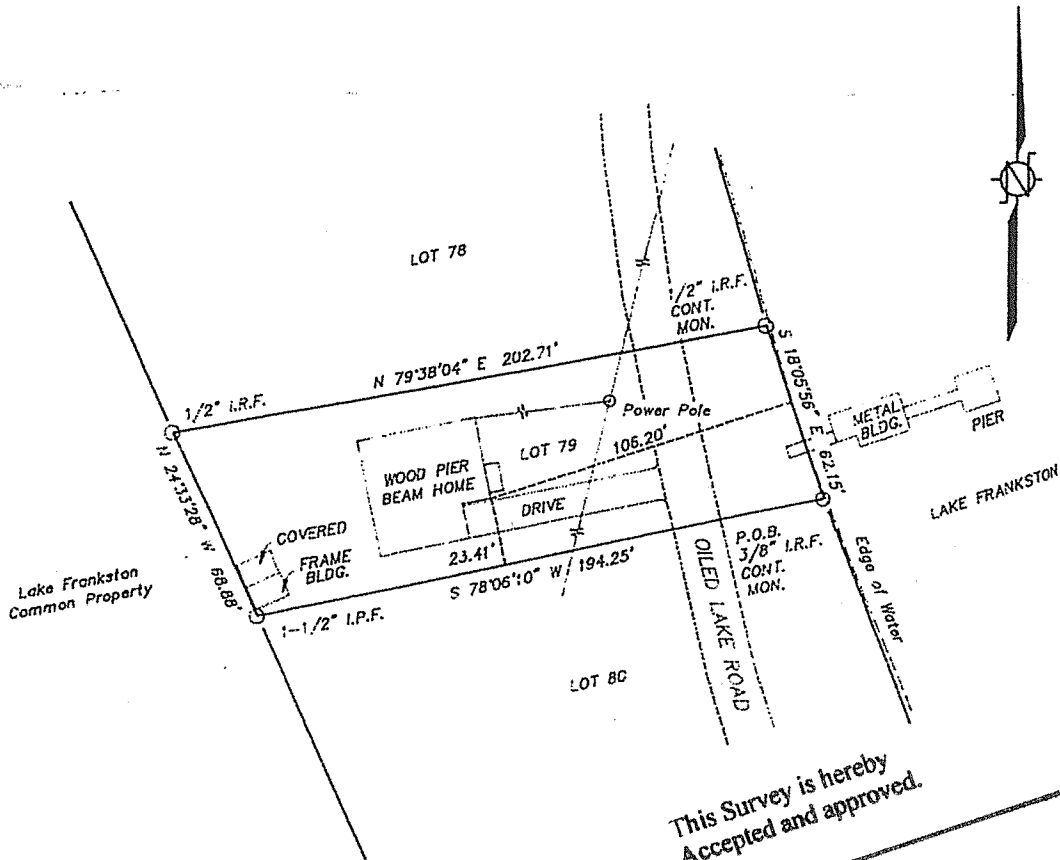 LOT 78
/2" I.R.F.
CONT.
MON.
N 79°38'04" E 202.71'
S 18°05'56" E 62.15'
1/2" I.R.F.
Power Pole
METAL
BLDG.
PIER
LOT 79
106.20'
WOOD PIER
BEAM HOME
DRIVE
LAKE FRANKSTON
N 24°33'28" W 68.88'
COVERED
FRAME
BLDG.
23.41'
S 78°06'10" W 194.25'
P.O.B.
3/8" I.R.F.
CONT.
MON.
Edge of Water
OILED LAKE ROAD
Lake Frankston
Common Property
1-1/2" I.P.F.
LOT 80
This Survey is hereby
Accepted and approved.